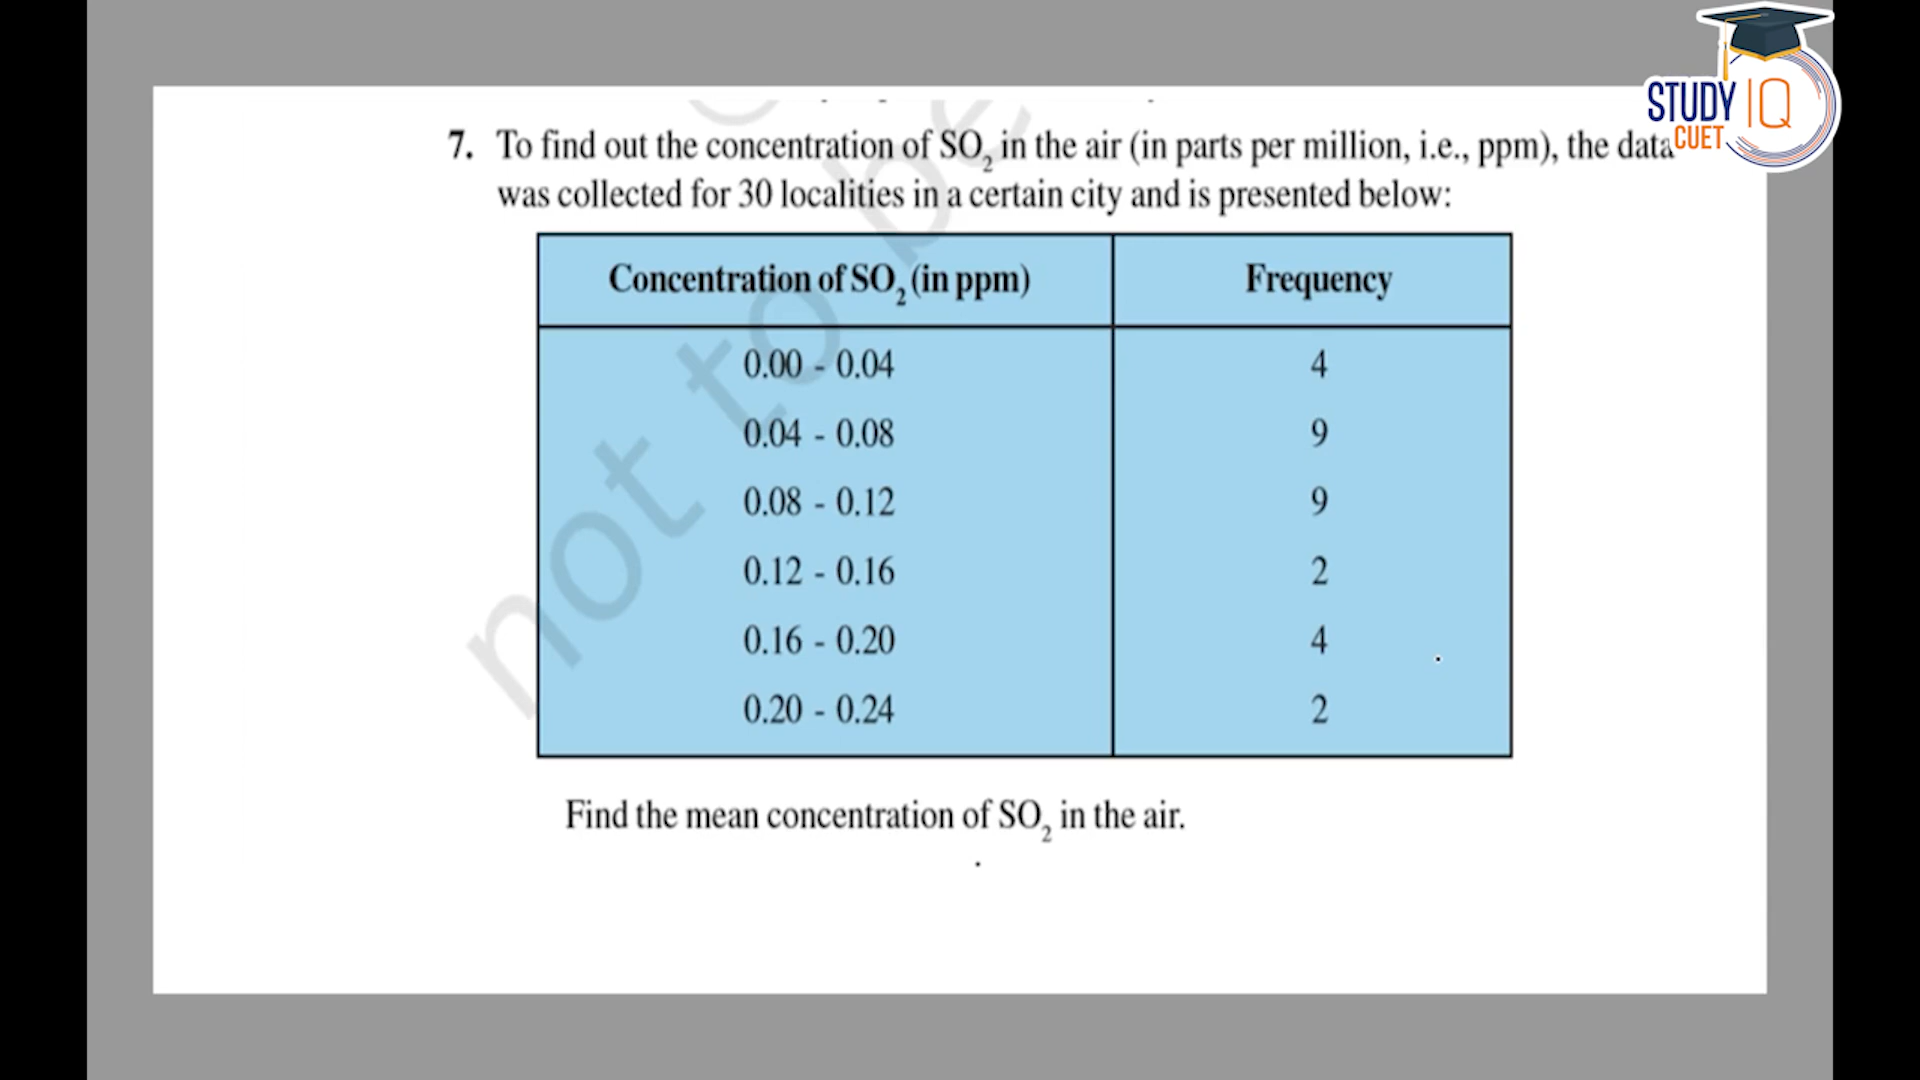 STUDY IQ
CUET
7. To find out the concentration of SO₂ in the air (in parts per million, i.e., ppm), the data
was collected for 30 localities in a certain city and is presented below:
Concentration of SO₂ (in ppm) Frequency
0.00 - 0.04 4
0.04 - 0.08 9
0.08 - 0.12 9
0.12 - 0.16 2
0.16 - 0.20 4
0.20 - 0.24 2
Find the mean concentration of SO₂ in the air.
not to be